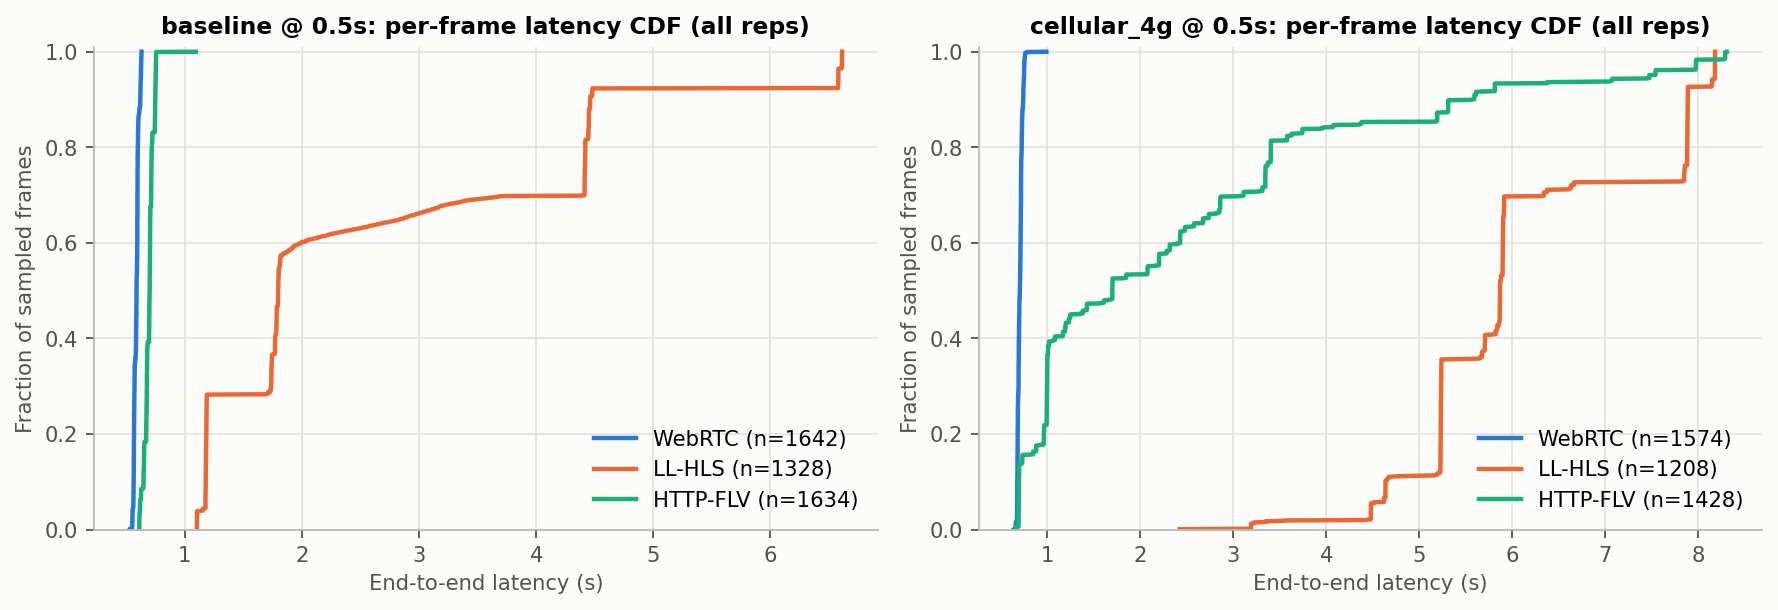 baseline @ 0.5s: per-frame latency CDF (all reps)
Fraction of sampled frames
1.0
0.8
0.6
0.4
0.2
0.0
1 2 3 4 5 6
End-to-end latency (s)
WebRTC (n=1642)
LL-HLS (n=1328)
HTTP-FLV (n=1634)
cellular_4g @ 0.5s: per-frame latency CDF (all reps)
Fraction of sampled frames
1.0
0.8
0.6
0.4
0.2
0.0
1 2 3 4 5 6 7 8
End-to-end latency (s)
WebRTC (n=1574)
LL-HLS (n=1208)
HTTP-FLV (n=1428)